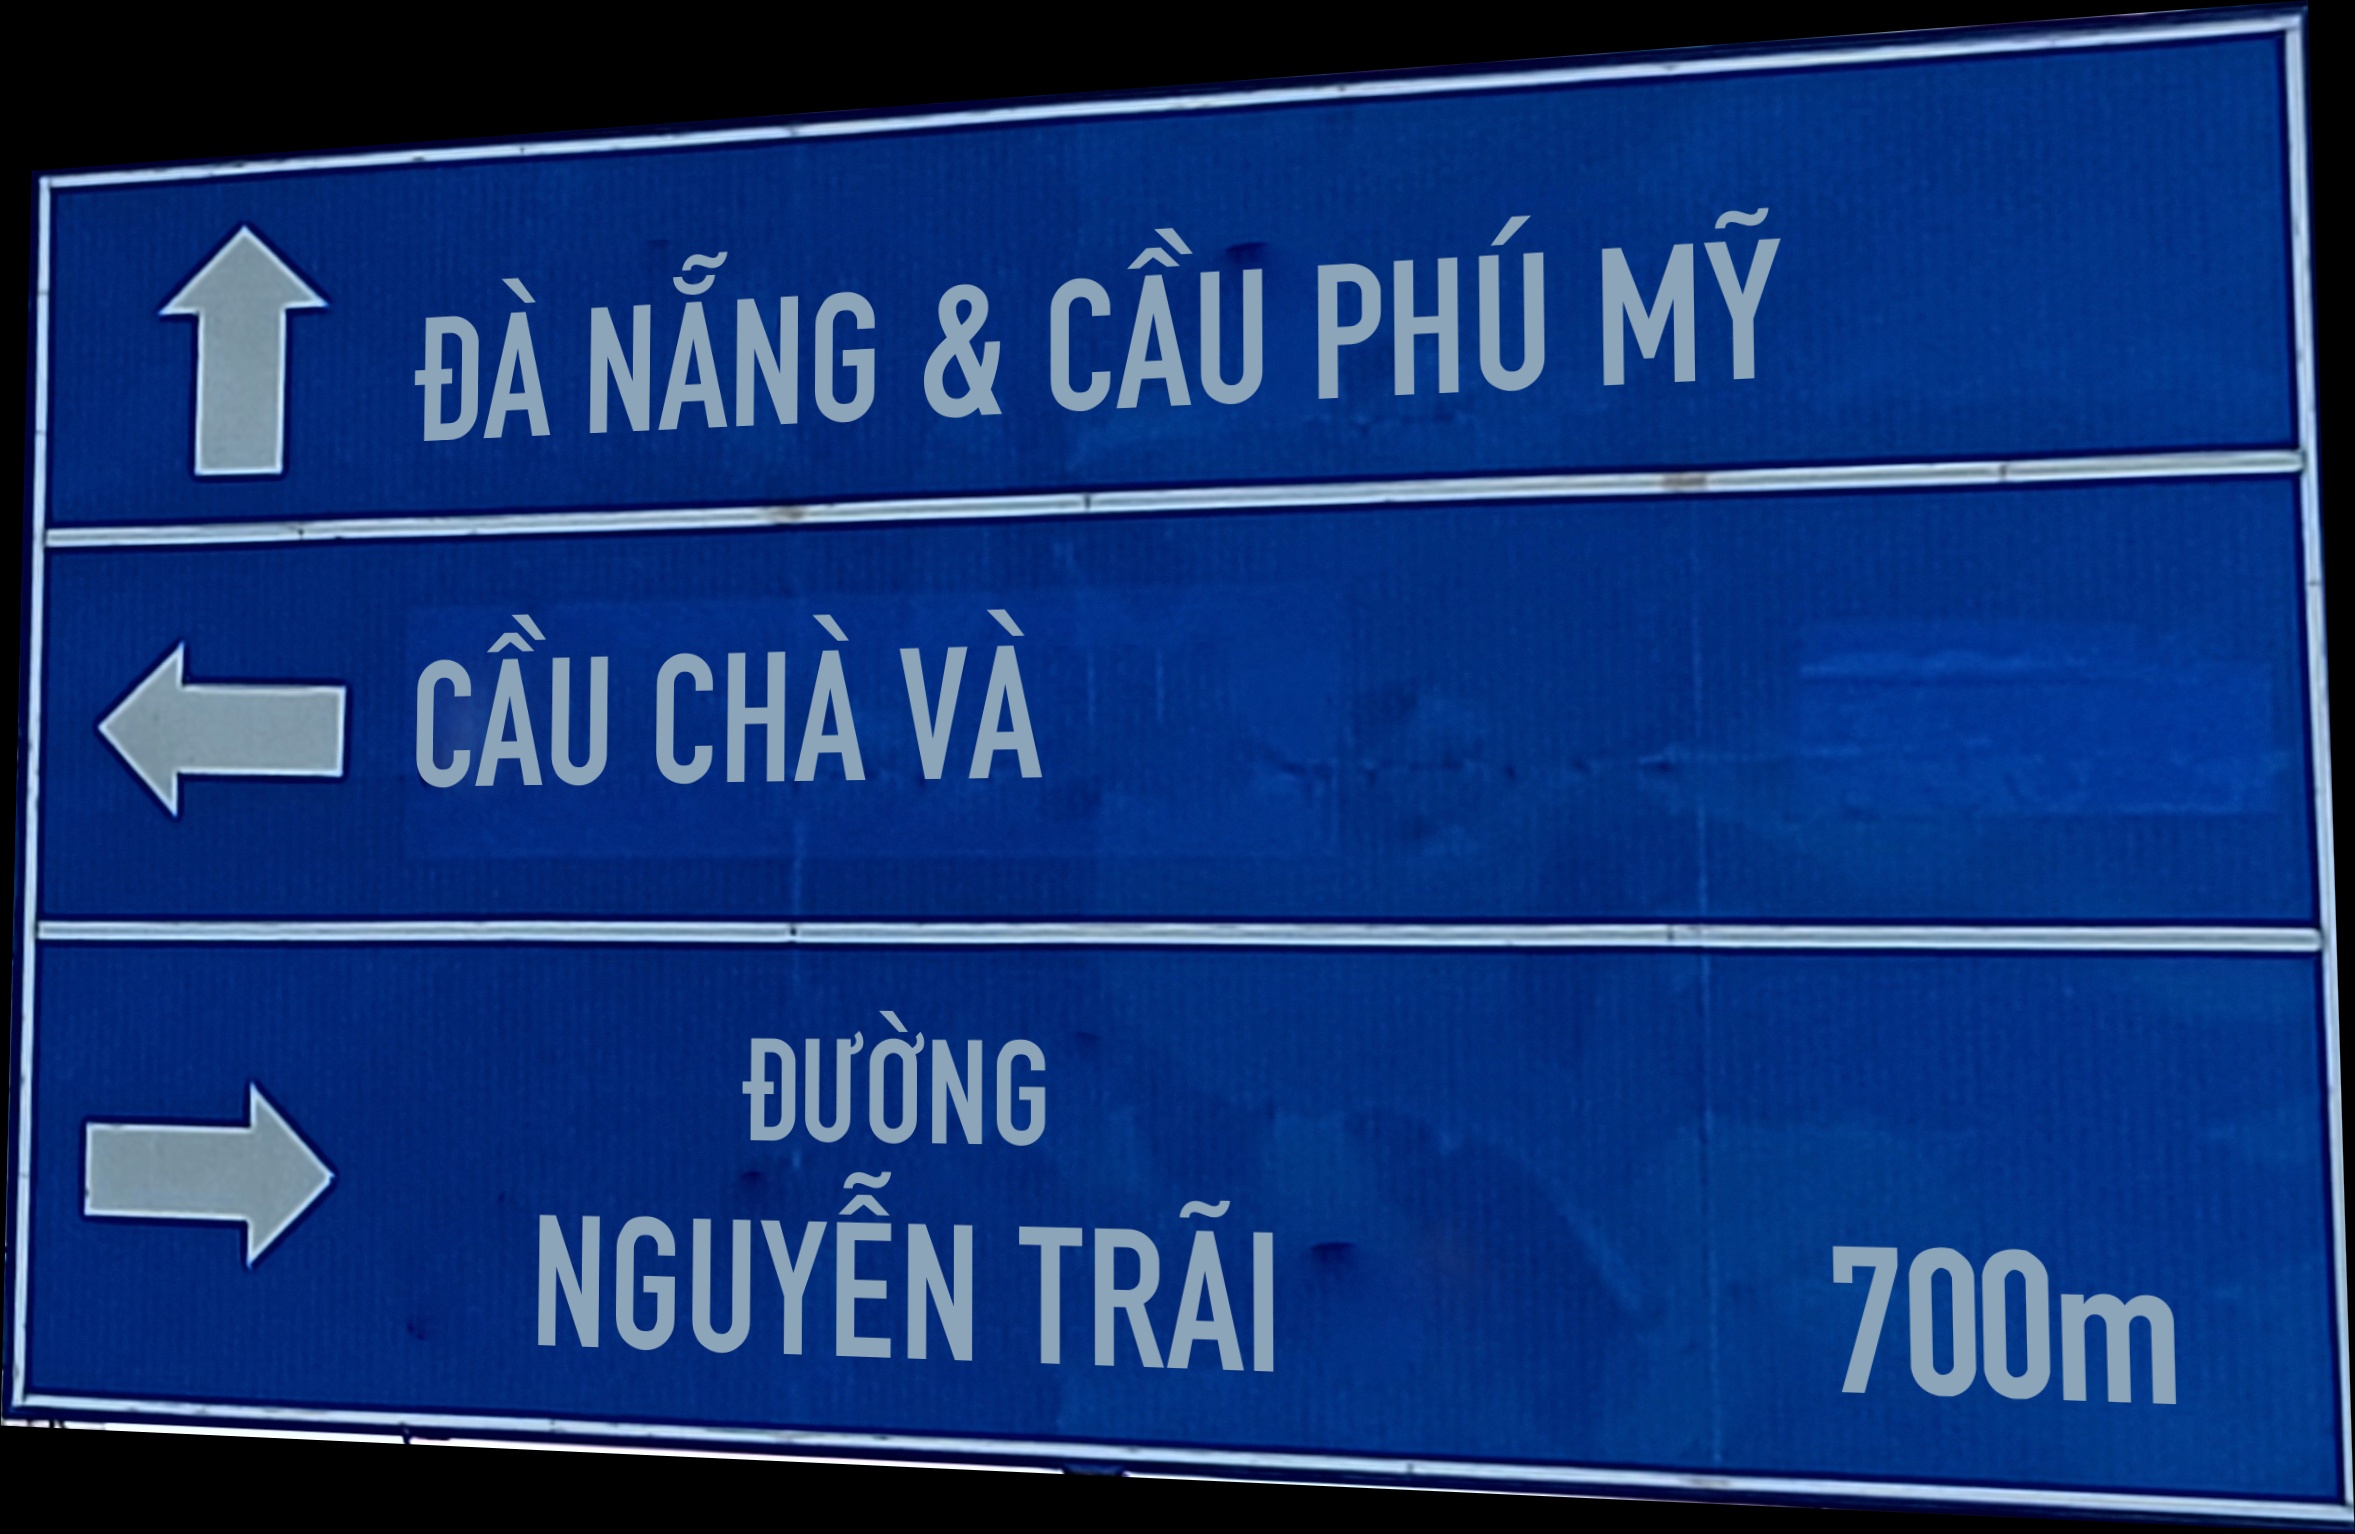 ĐÀ NẴNG & CẦU PHÚ MỸ
CẦU CHÀ VÀ
ĐƯỜNG
NGUYỄN TRÃI
700m